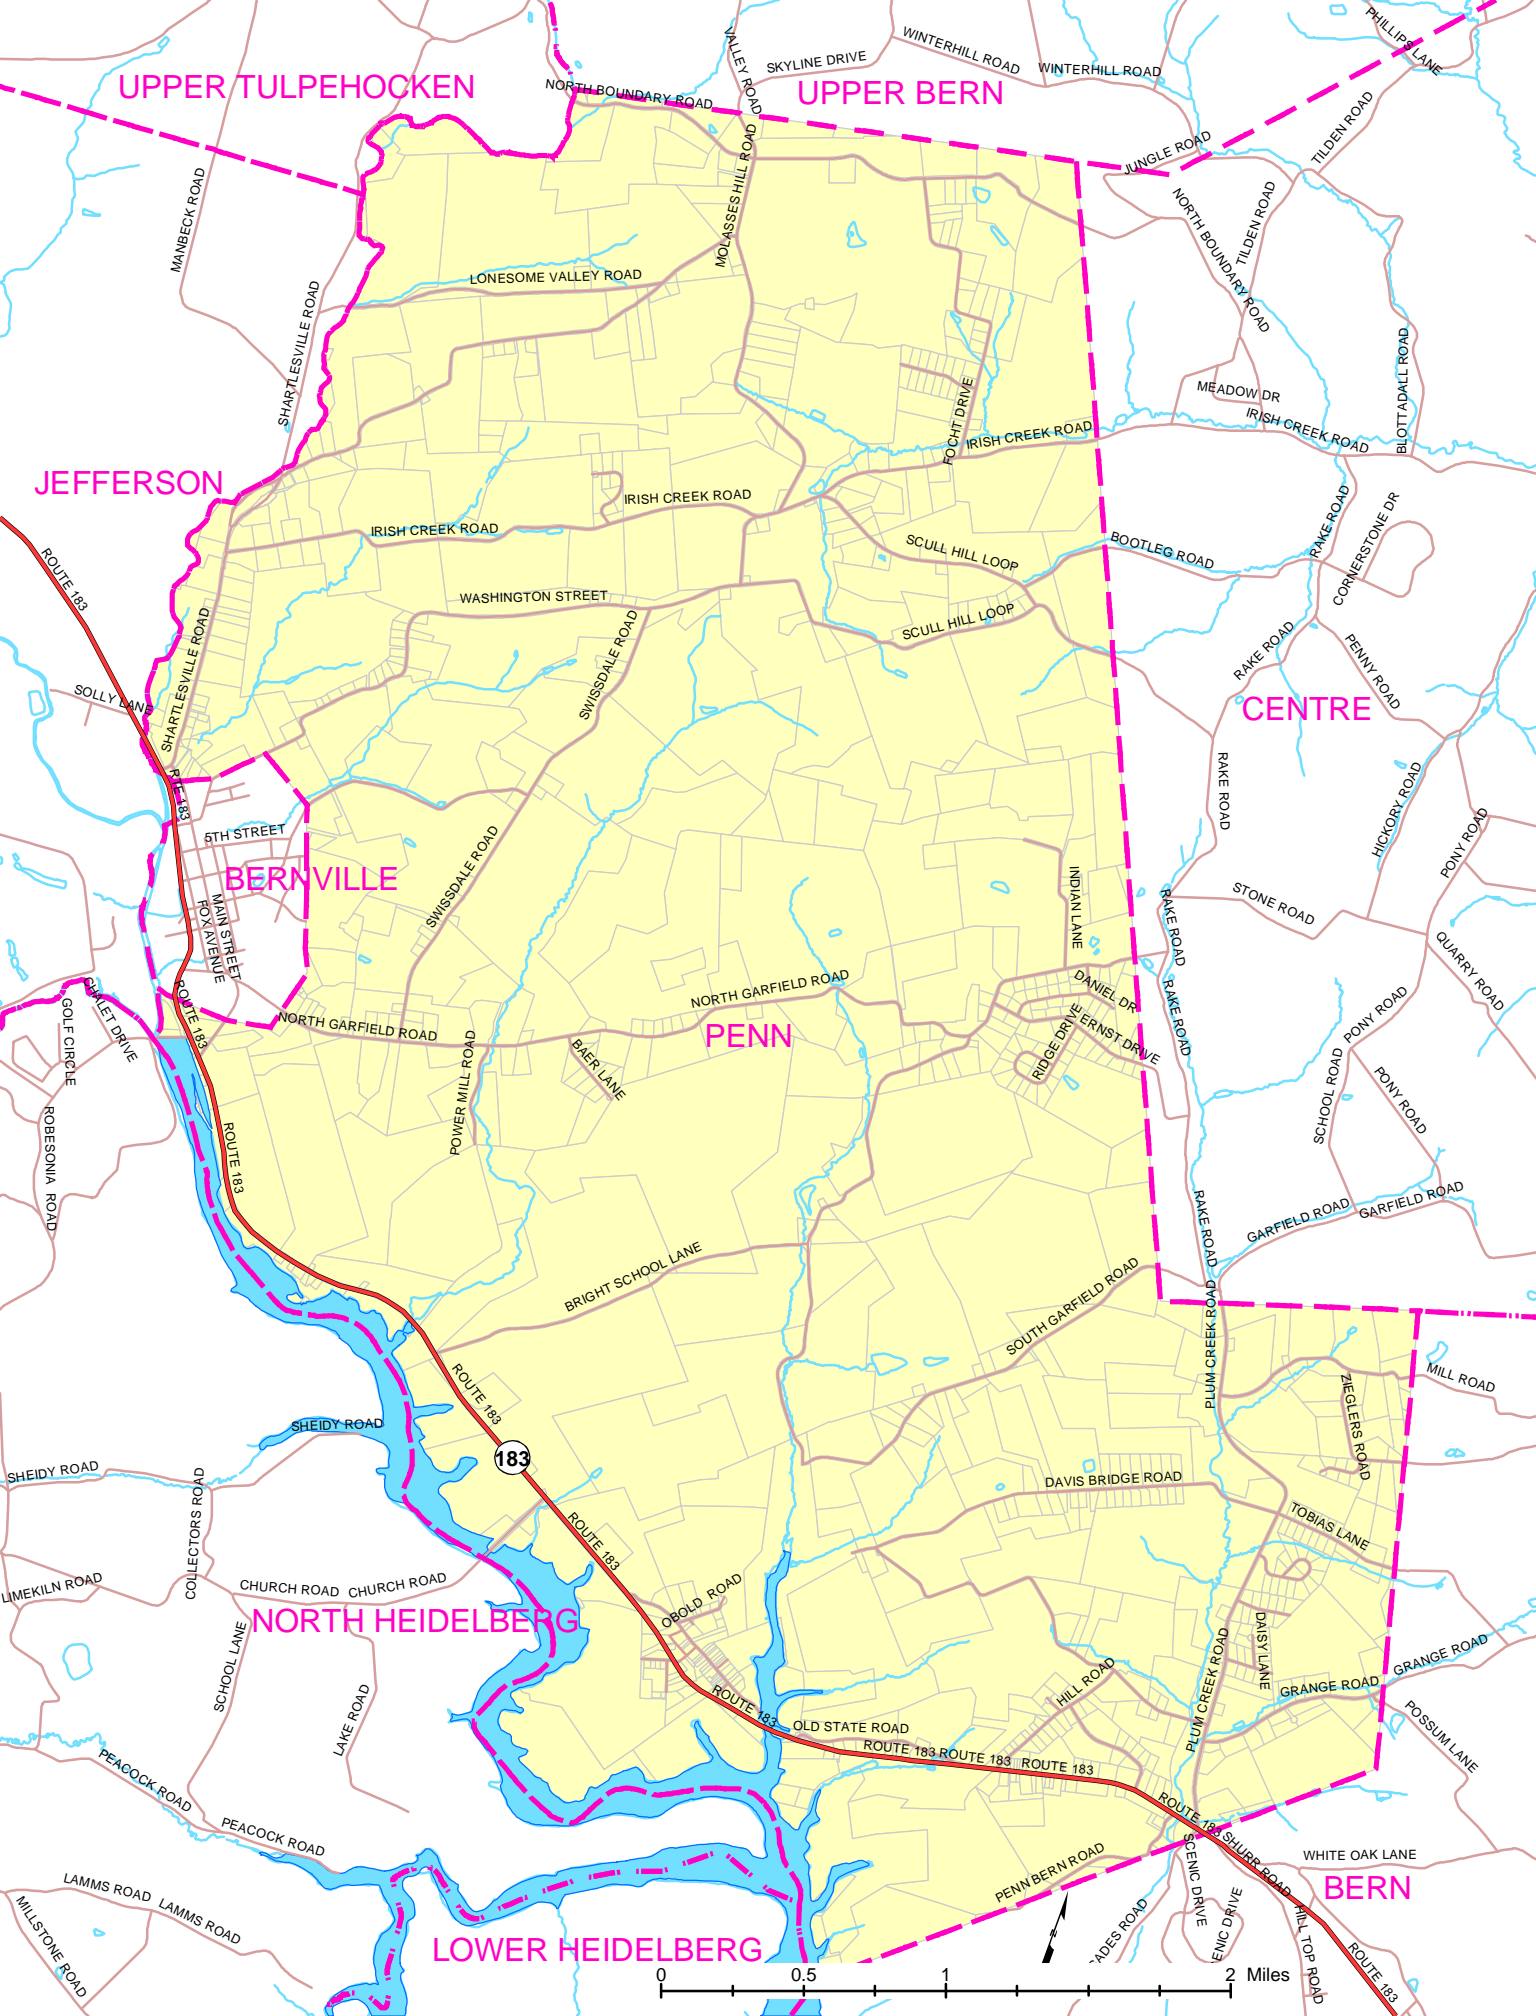 PHILLIPS LANE
VALLEY ROAD
WINTERHILL ROAD
SKYLINE DRIVE
WINTERHILL ROAD
UPPER TULPEHOCKEN
NORTH BOUNDARY ROAD
UPPER BERN
TILDEN ROAD
JUNGLE ROAD
MANBECK ROAD
MOLASSES HILL ROAD
NORTH BOUNDARY ROAD
TILDEN ROAD
LONESOME VALLEY ROAD
SHARTLESVILLE ROAD
BLOTTADALL ROAD
MEADOW DR
FOCHT DRIVE
IRISH CREEK ROAD
IRISH CREEK ROAD
JEFFERSON
IRISH CREEK ROAD
IRISH CREEK ROAD
RAKE ROAD
CORNERSTONE DR
ROUTE 183
SCULL HILL LOOP
BOOTLEG ROAD
WASHINGTON STREET
SCULL HILL LOOP
SHARTLESVILLE ROAD
SWISSDALE ROAD
RAKE ROAD
PENNY ROAD
SOLLY LANE
CENTRE
RTE 183
RAKE ROAD
HICKORY ROAD
PONY ROAD
5TH STREET
BERNVILLE
SWISSDALE ROAD
INDIAN LANE
STONE ROAD
MAIN STREET
FOX AVENUE
RAKE ROAD
QUARRY ROAD
CHALET DRIVE
GOLF CIRCLE
ROUTE 183
NORTH GARFIELD ROAD
DANIEL DR
RAKE ROAD
NORTH GARFIELD ROAD
PENN
RIDGE DRIVE
ERNST DRIVE
PONY ROAD
POWER MILL ROAD
BAER LANE
SCHOOL ROAD
PONY ROAD
ROBESONIA ROAD
ROUTE 183
RAKE ROAD
GARFIELD ROAD
GARFIELD ROAD
BRIGHT SCHOOL LANE
SOUTH GARFIELD ROAD
PLUM CREEK ROAD
ROUTE 183
ZIEGLERS ROAD
MILL ROAD
SHEIDY ROAD
183
SHEIDY ROAD
DAVIS BRIDGE ROAD
COLLECTORS ROAD
ROUTE 183
TOBIAS LANE
LIMEKILN ROAD
CHURCH ROAD
CHURCH ROAD
NORTH HEIDELBERG
OBOLD ROAD
SCHOOL LANE
DAISY LANE
PLUM CREEK ROAD
GRANGE ROAD
HILL ROAD
GRANGE ROAD
LAKE ROAD
ROUTE 183
OLD STATE ROAD
POSSUM LANE
ROUTE 183
ROUTE 183
ROUTE 183
PEACOCK ROAD
ROUTE 183
PEACOCK ROAD
SHURR ROAD
WHITE OAK LANE
PENN BERN ROAD
SCENIC DRIVE
BERN
LAMMS ROAD
LAMMS ROAD
MILLSTONE ROAD
LOWER HEIDELBERG
ADES ROAD
ENIC DRIVE
HILL TOP ROAD
ROUTE 183
0 0.5 1 2 Miles